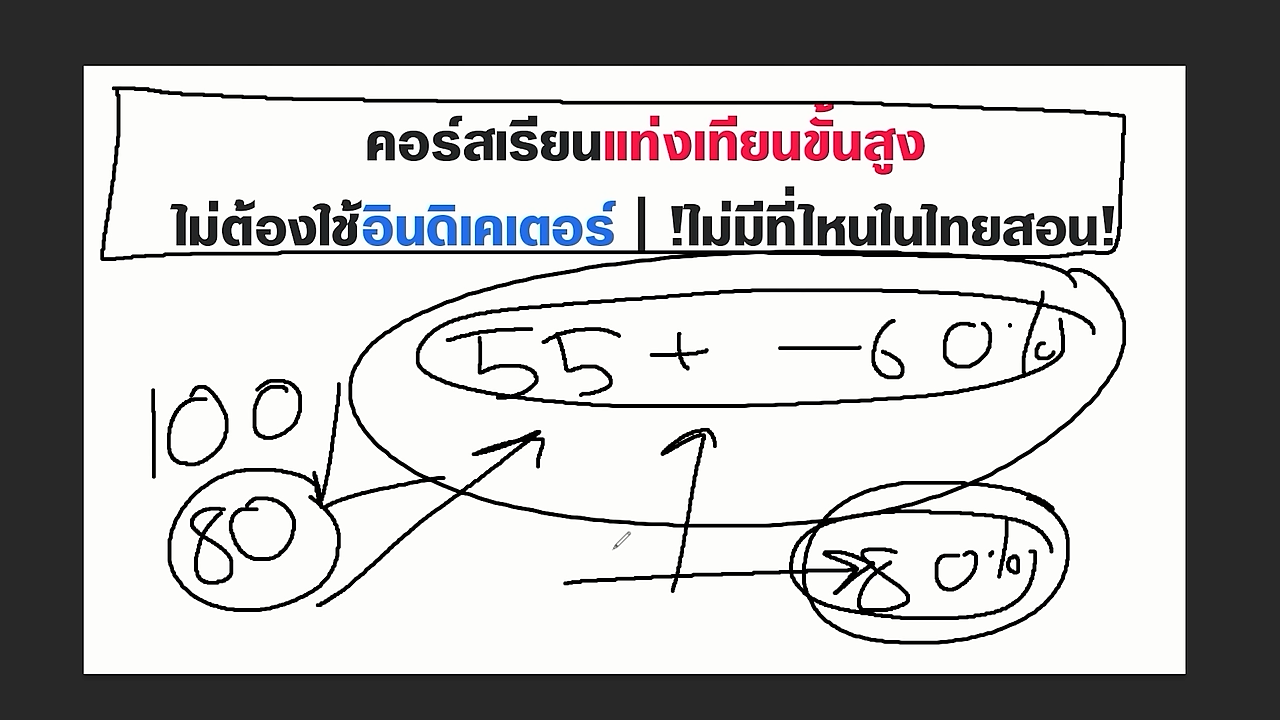 คอร์สเรียนแท่งเทียนขั้นสูง
ไม่ต้องใช้อินดิเคเตอร์ | !ไม่มีที่ไหนในไทยสอน!
55 + - 60%
100
80
80%